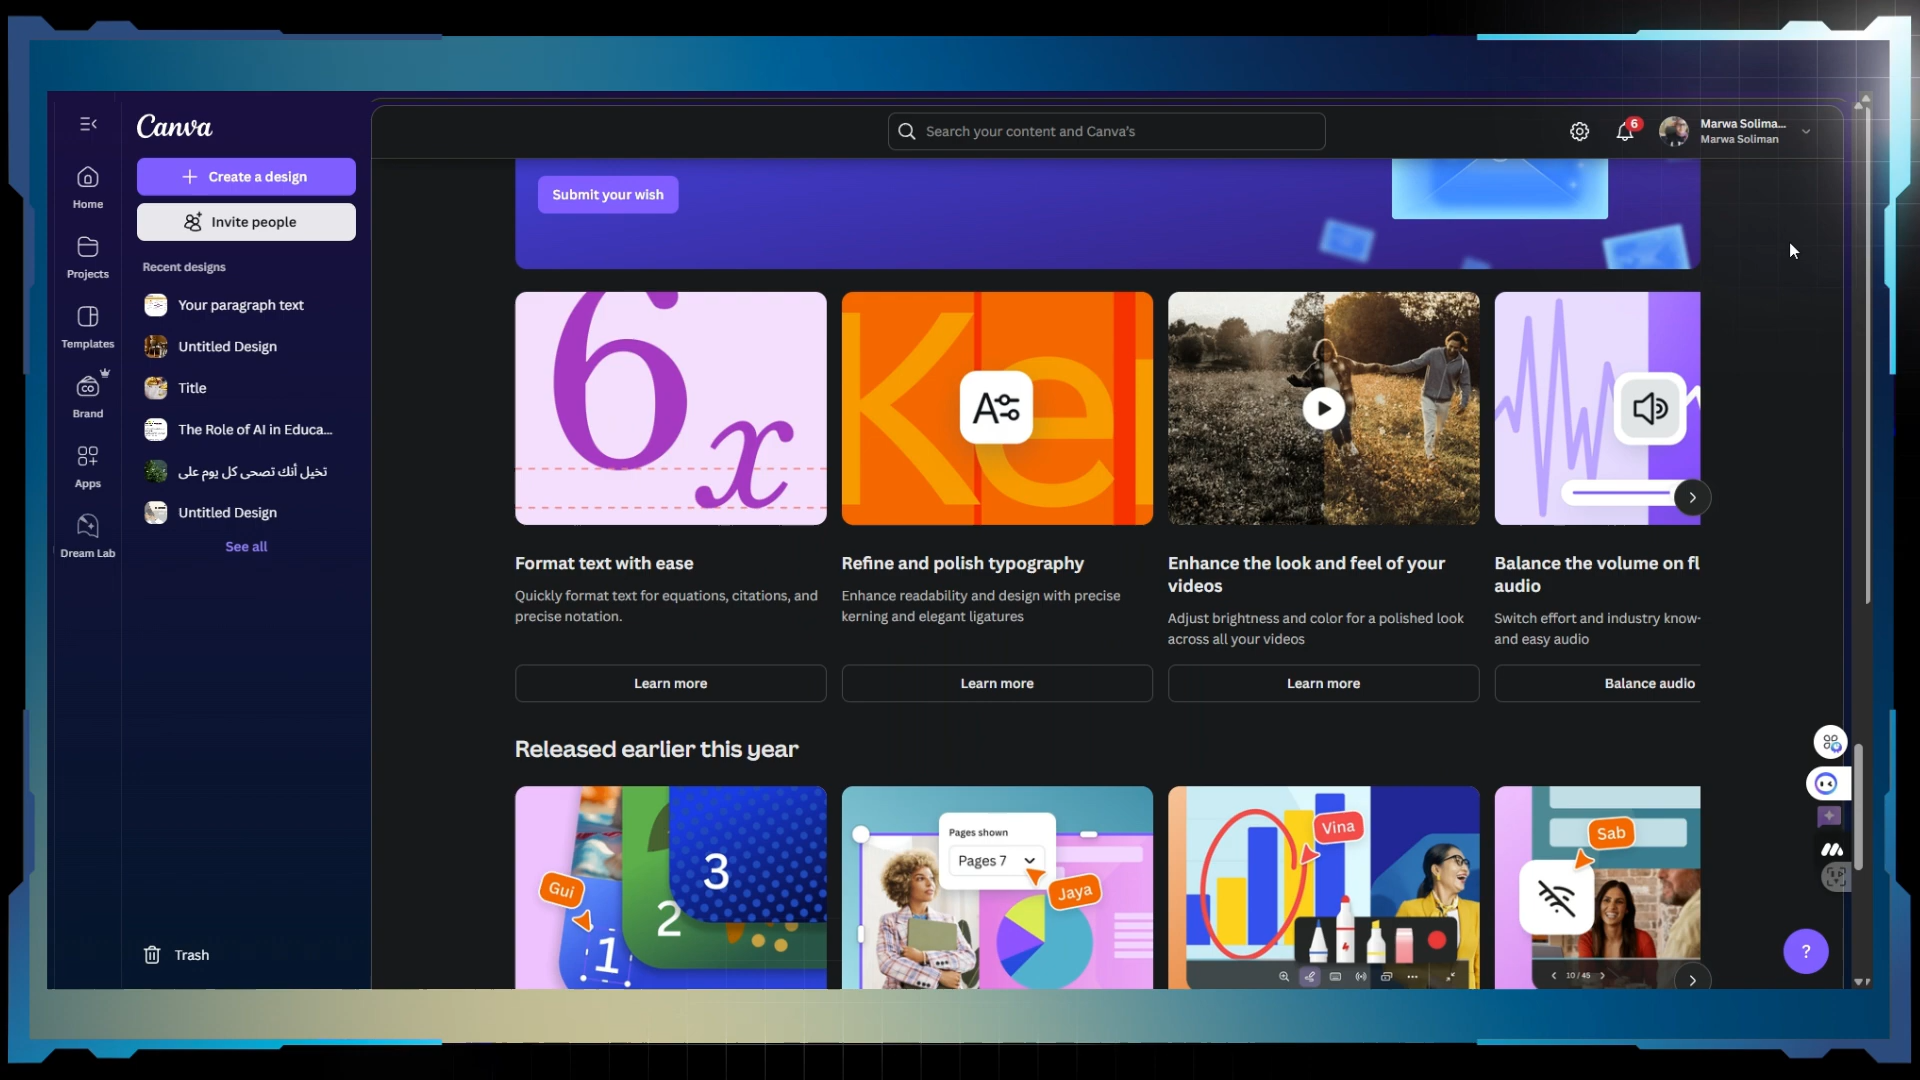 Canva
Search your content and Canva's
6
Marwa Solima...
Marwa Soliman
Create a design
Invite people
Home
Projects
Templates
Brand
Apps
Dream Lab
Recent designs
Your paragraph text
Untitled Design
Title
The Role of AI in Educa...
تخيل أنك تصحى كل يوم على
Untitled Design
See all
Trash
Submit your wish
6x
Ke
A
Format text with ease
Quickly format text for equations, citations, and
precise notation.
Learn more
Refine and polish typography
Enhance readability and design with precise
kerning and elegant ligatures
Learn more
Enhance the look and feel of your
videos
Adjust brightness and color for a polished look
across all your videos
Learn more
Balance the volume on fl
audio
Switch effort and industry know-
and easy audio
Balance audio
Released earlier this year
Gui
1
2
3
Pages shown
Pages 7
Jaya
Vina
Sab
10 / 45
?
CO